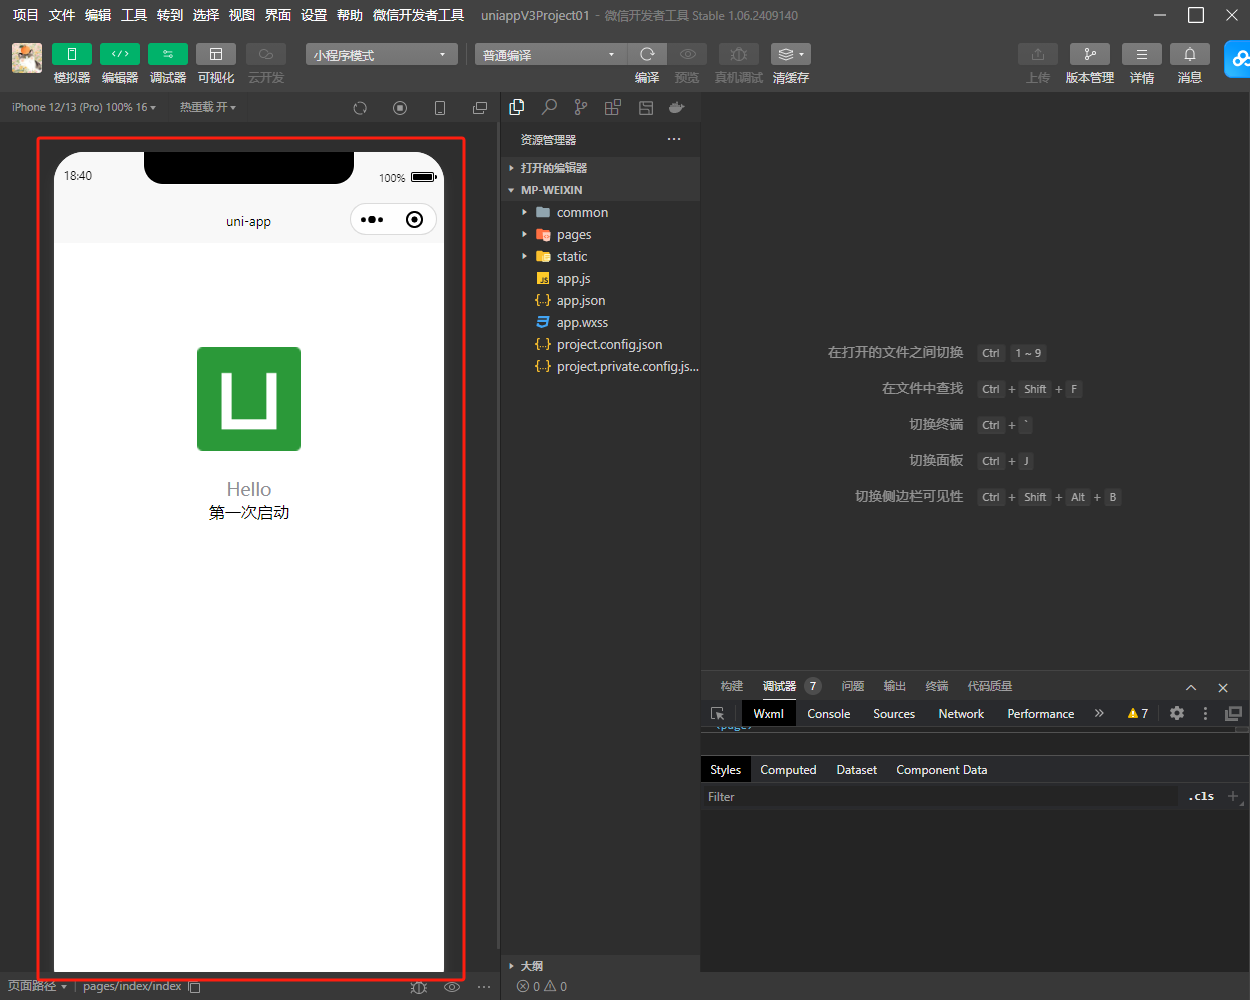 项目 文件 编辑 工具 转到 选择 视图 界面 设置 帮助 微信开发者工具 uniappV3Project01 - 微信开发者工具 Stable 1.06.2409140
小程序模式 普通编译
模拟器 编辑器 调试器 可视化 云开发 编译 预览 真机调试 清缓存 上传 版本管理 详情 消息
iPhone 12/13 (Pro) 100% 16 热重载 开
18:40 100%
uni-app
Hello
第一次启动
页面路径 pages/index/index
资源管理器
打开的编辑器
MP-WEIXIN
common
pages
static
app.js
app.json
app.wxss
project.config.json
project.private.config.js...
大纲
0 0
在打开的文件之间切换 Ctrl 1 ~ 9
在文件中查找 Ctrl + Shift + F
切换终端 Ctrl + `
切换面板 Ctrl + J
切换侧边栏可见性 Ctrl + Shift + Alt + B
构建 调试器 7 问题 输出 终端 代码质量
Wxml Console Sources Network Performance 7
Styles Computed Dataset Component Data
Filter .cls